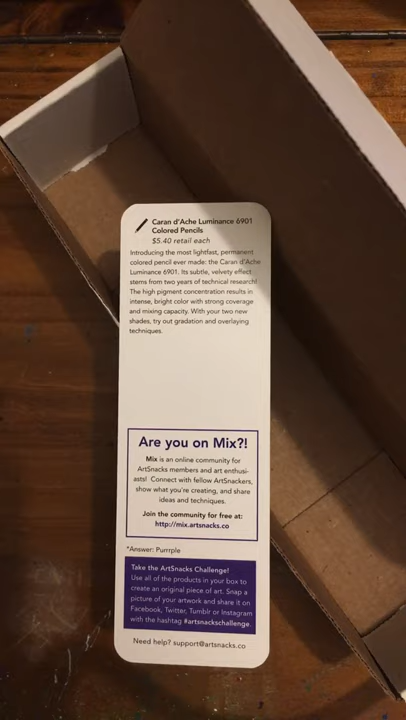 Caran d'Ache Luminance 6901
Colored Pencils
$5.40 retail each
Introducing the most lightfast, permanent
colored pencil ever made: the Caran d'Ache
Luminance 6901. Its subtle, velvety effect
stems from two years of technical research!
The high pigment concentration results in
intense, bright color with strong coverage
and mixing capacity. With your two new
shades, try out gradation and overlaying
techniques.
Are you on Mix?!
Mix is an online community for
ArtSnacks members and art enthusi-
asts! Connect with fellow ArtSnackers,
show what you're creating, and share
ideas and techniques.
Join the community for free at:
http://mix.artsnacks.co
*Answer: Purrrple
Take the ArtSnacks Challenge!
Use all of the products in your box to
create an original piece of art. Snap a
picture of your artwork and share it on
Facebook, Twitter, Tumblr or Instagram
with the hashtag #artsnackschallenge.
Need help? support@artsnacks.co